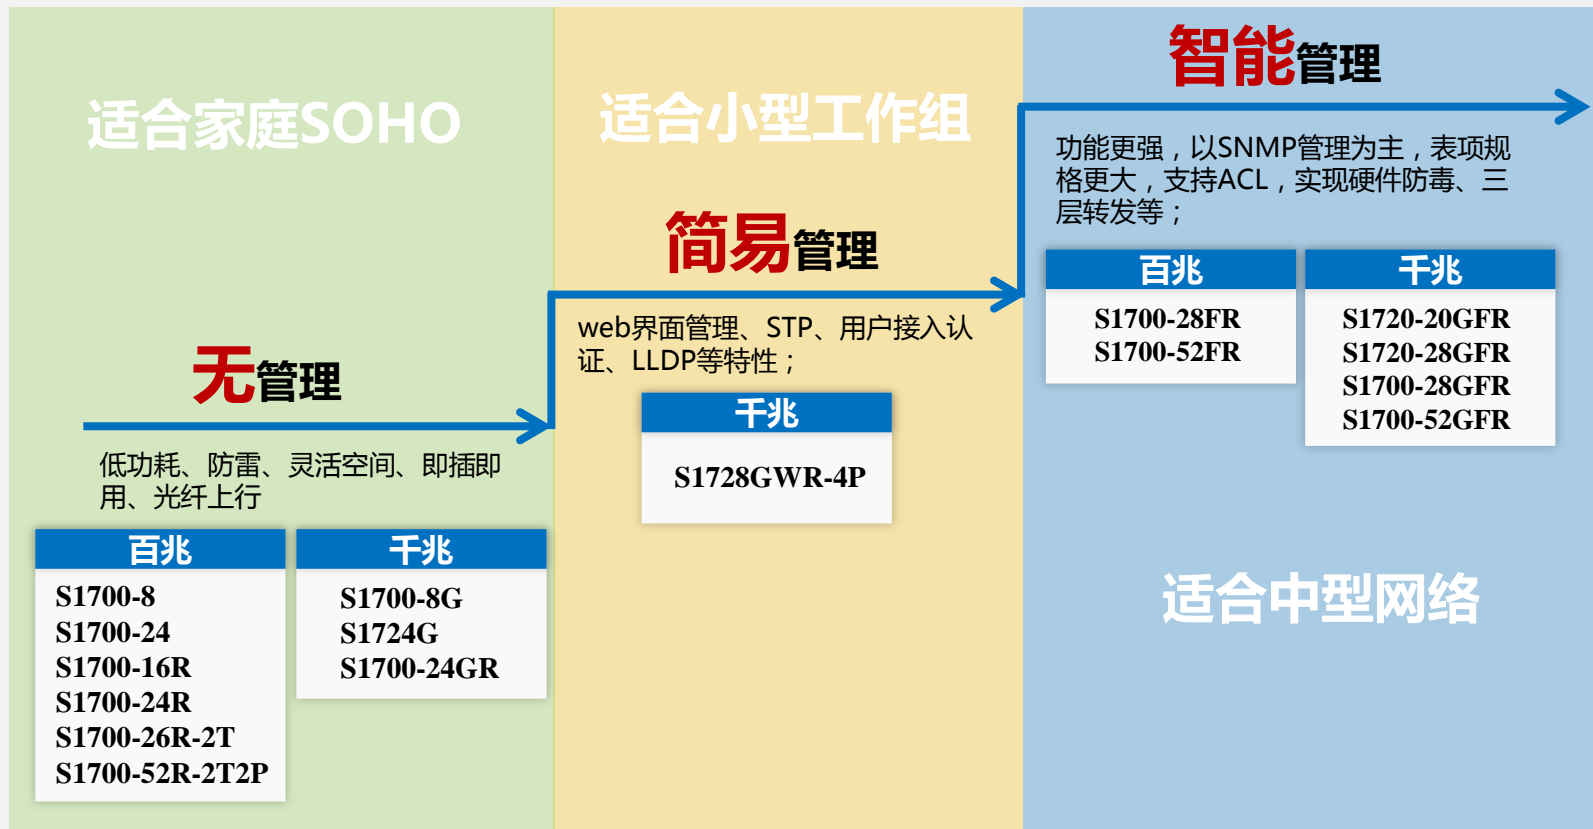 适合家庭SOHO
无管理
低功耗、防雷、灵活空间、即插即
用、光纤上行
百兆
S1700-8
S1700-24
S1700-16R
S1700-24R
S1700-26R-2T
S1700-52R-2T2P
千兆
S1700-8G
S1724G
S1700-24GR
适合小型工作组
简易管理
web界面管理、STP、用户接入认
证、LLDP等特性；
千兆
S1728GWR-4P
智能管理
功能更强，以SNMP管理为主，表项规
格更大，支持ACL，实现硬件防毒、三
层转发等；
百兆
S1700-28FR
S1700-52FR
千兆
S1720-20GFR
S1720-28GFR
S1700-28GFR
S1700-52GFR
适合中型网络